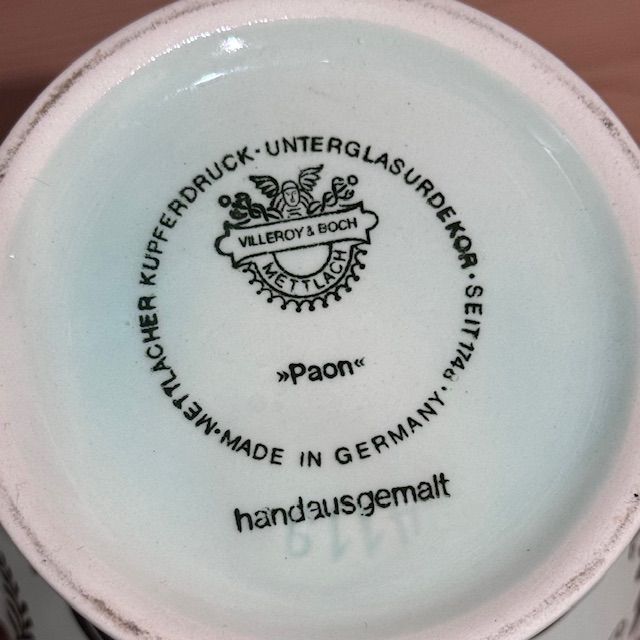 METTLACHER KUPFERDRUCK · UNTERGLASURDEKOR · SEIT 1748 · MADE IN GERMANY ·
VILLEROY & BOCH
METTLACH
»Paon«
handausgemalt